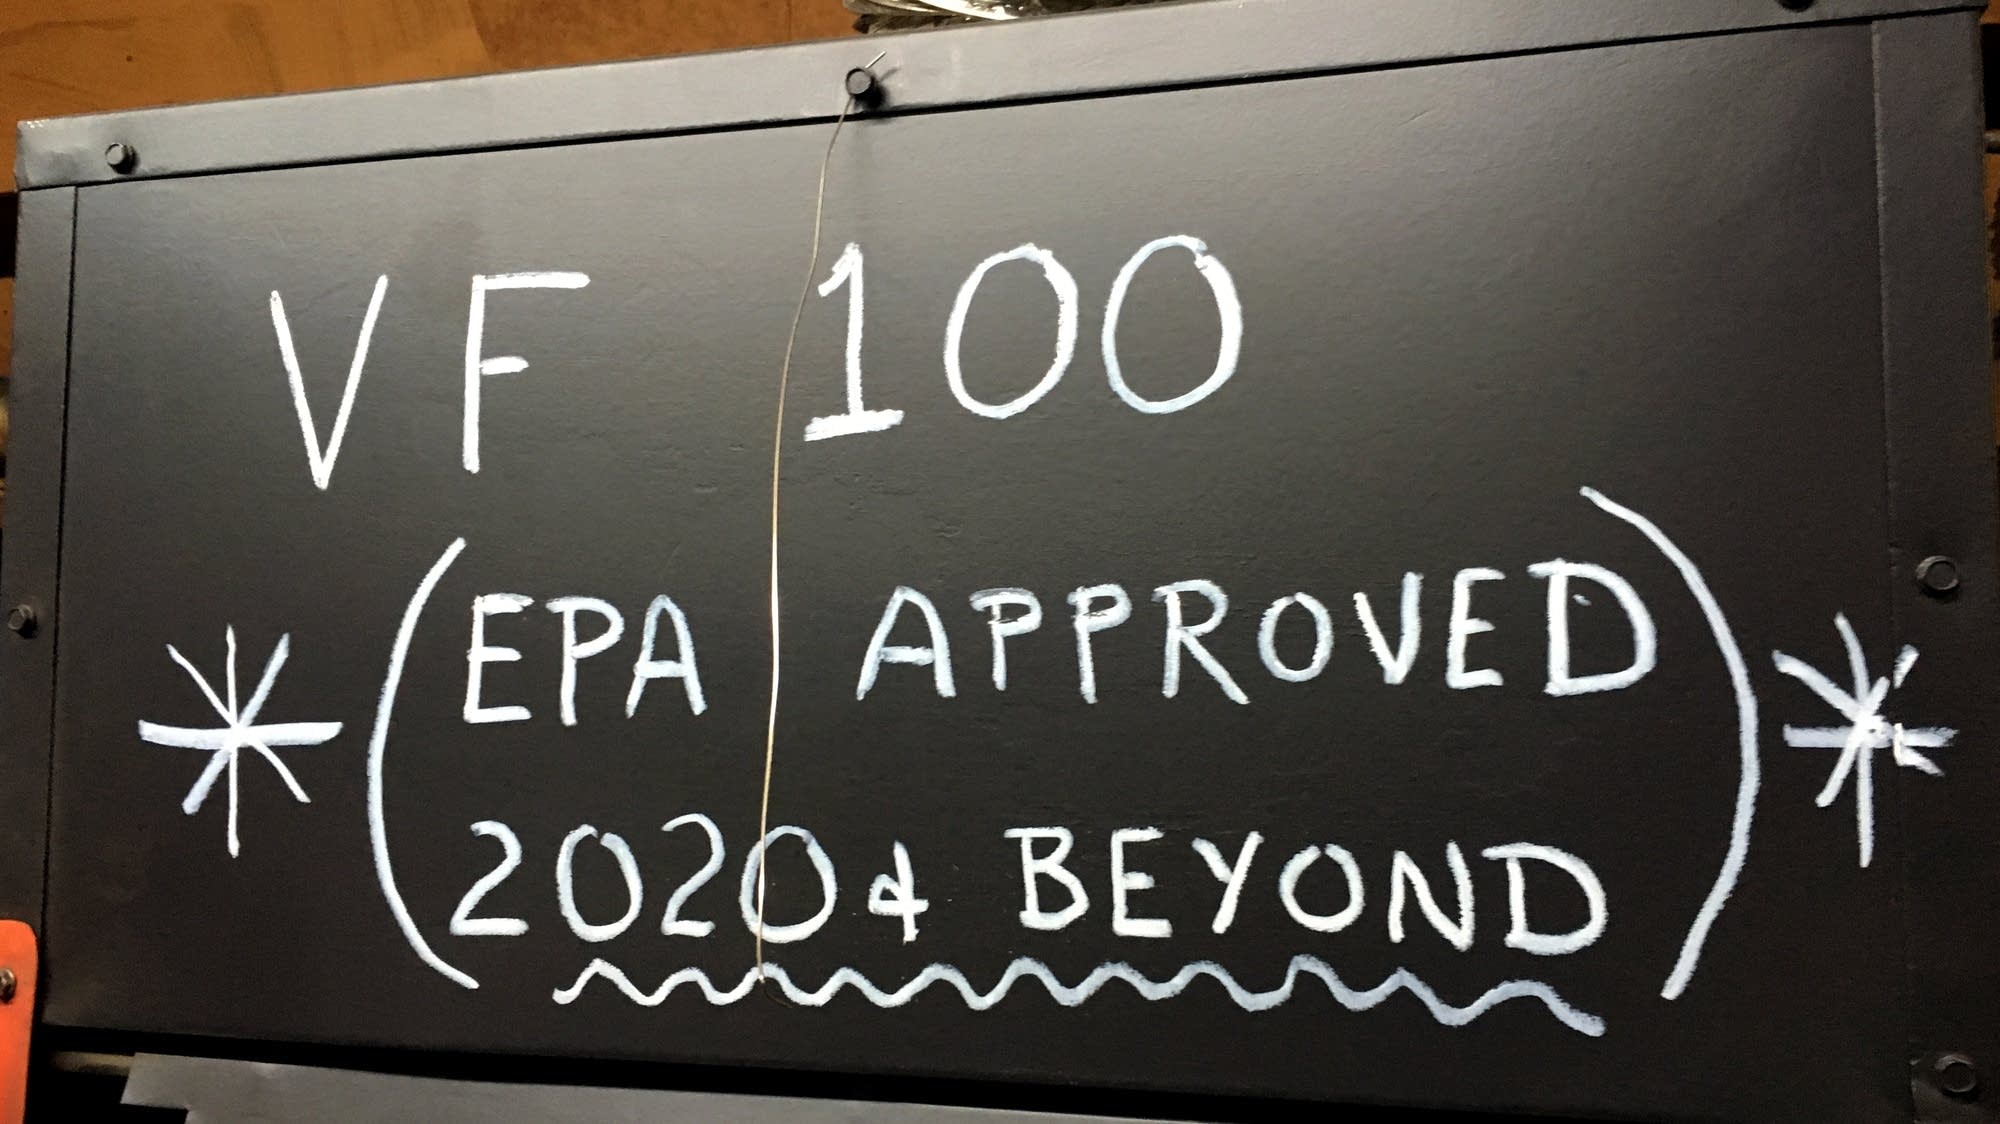 VF 100
*(EPA APPROVED
2020 & BEYOND)*